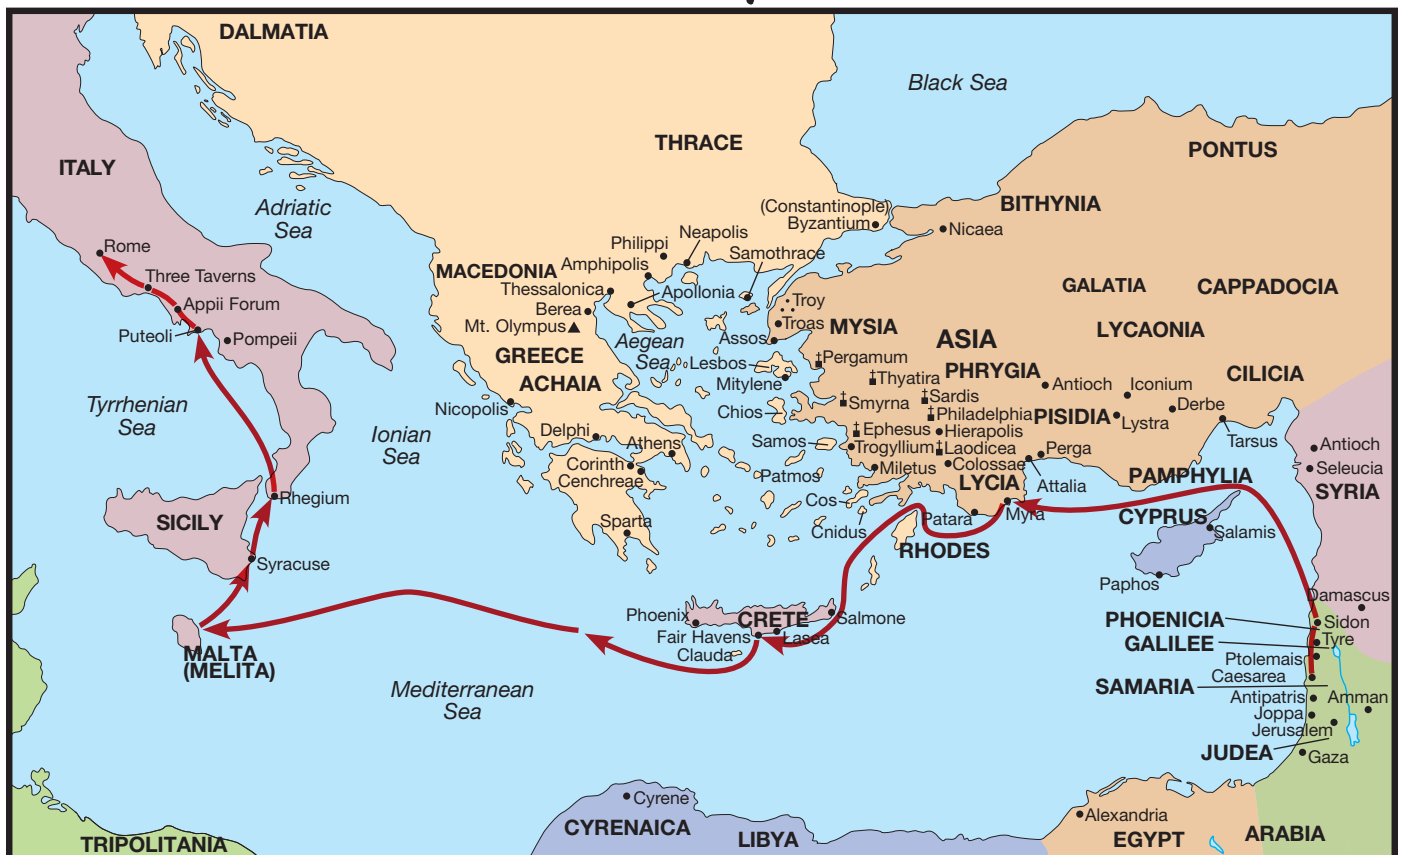 DALMATIA
Black Sea
THRACE
PONTUS
ITALY
Adriatic
Sea
(Constantinople)
Byzantium
BITHYNIA
Nicaea
Rome
Philippi
Neapolis
Samothrace
MACEDONIA
Amphipolis
Three Taverns
Thessalonica
Apollonia
GALATIA
CAPPADOCIA
Appii Forum
Berea
Troy
Puteoli
Pompeii
Mt. Olympus
Troas
MYSIA
LYCAONIA
Aegean
Sea
Assos
ASIA
GREECE
Lesbos
†Pergamum
PHRYGIA
ACHAIA
Mitylene
†Thyatira
Antioch
Iconium
CILICIA
Tyrrhenian
Sea
Nicopolis
Chios
†Smyrna
†Sardis
†Philadelphia
PISIDIA
Lystra
Derbe
Ionian
Sea
Delphi
Athens
Samos
†Ephesus
Hierapolis
Tarsus
Trogyllium
†Laodicea
Perga
Antioch
Corinth
Cenchreae
Patmos
Miletus
Colossae
Attalia
PAMPHYLIA
Seleucia
SYRIA
LYCIA
Rhegium
Cos
Myra
SICILY
Sparta
Cnidus
Patara
CYPRUS
Salamis
RHODES
Syracuse
Paphos
Damascus
Phoenix
CRETE
Salmone
PHOENICIA
Sidon
Fair Havens
Lasea
GALILEE
Tyre
MALTA
(MELITA)
Clauda
Ptolemais
Caesarea
Mediterranean
Sea
SAMARIA
Antipatris
Amman
Joppa
Jerusalem
JUDEA
Gaza
Cyrene
CYRENAICA
Alexandria
TRIPOLITANIA
LIBYA
EGYPT
ARABIA